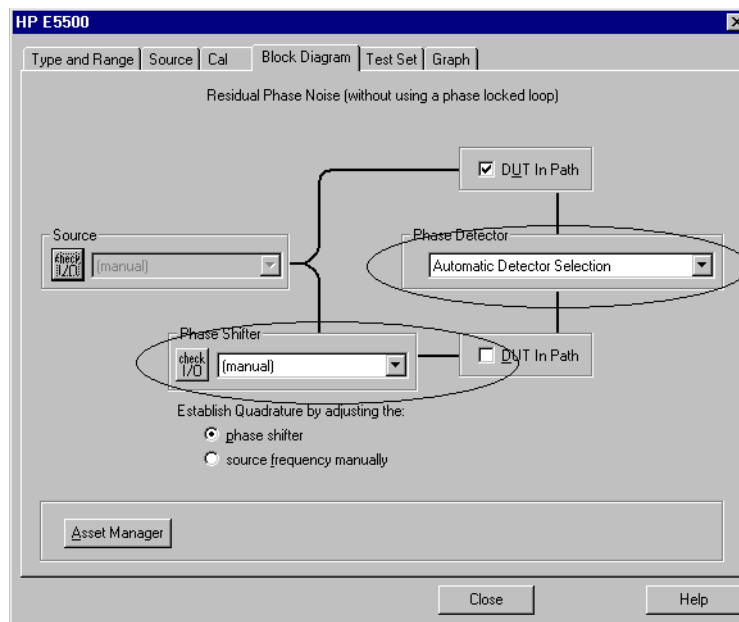 HP E5500
Type and Range Source Cal Block Diagram Test Set Graph
Residual Phase Noise (without using a phase locked loop)
DUT In Path
Source
check I/O
(manual)
Phase Detector
Automatic Detector Selection
Phase Shifter
check I/O
(manual)
DUT In Path
Establish Quadrature by adjusting the:
phase shifter
source frequency manually
Asset Manager
Close Help